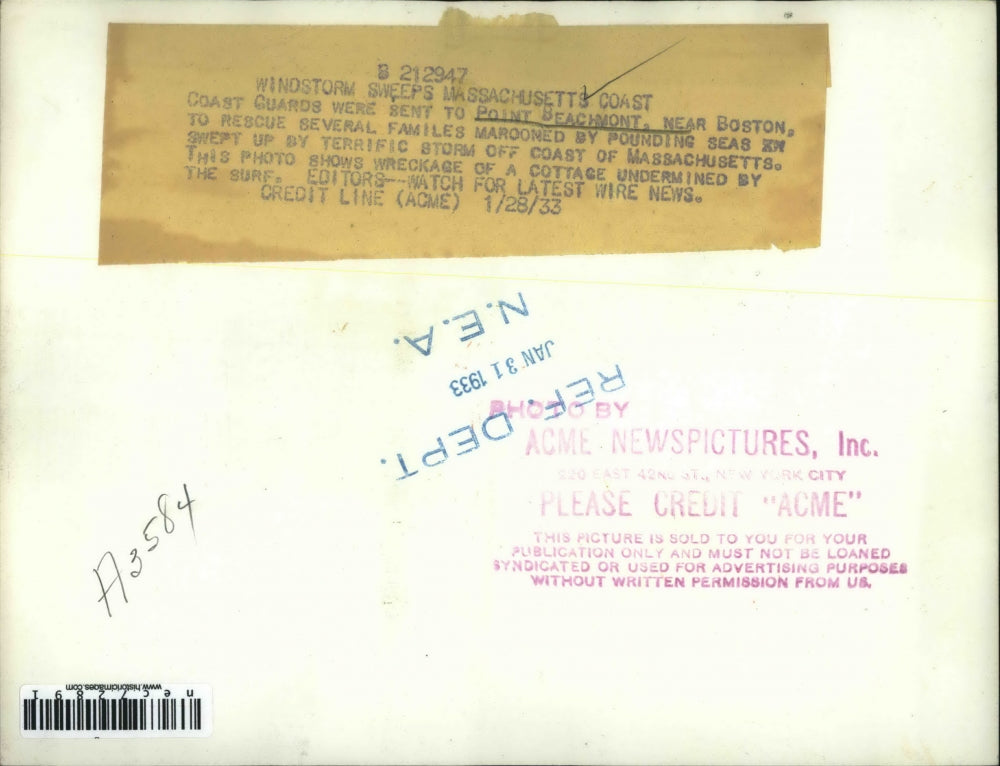 B 212947
WINDSTORM SWEEPS MASSACHUSETTS COAST
COAST GUARDS WERE SENT TO POINT BEACHMONT, NEAR BOSTON,
TO RESCUE SEVERAL FAMILES MAROONED BY POUNDING SEAS XN
SWEPT UP BY TERRIFIC STORM OFF COAST OF MASSACHUSETTS.
THIS PHOTO SHOWS WRECKAGE OF A COTTAGE UNDERMINED BY
THE SURF. EDITORS--WATCH FOR LATEST WIRE NEWS.
CREDIT LINE (ACME) 1/28/33
REF. DEPT.
JAN 31 1933
N.E.A.
PHOTO BY
ACME NEWSPICTURES, Inc.
220 EAST 42ND ST., NEW YORK CITY
PLEASE CREDIT "ACME"
THIS PICTURE IS SOLD TO YOU FOR YOUR
PUBLICATION ONLY AND MUST NOT BE LOANED
SYNDICATED OR USED FOR ADVERTISING PURPOSES
WITHOUT WRITTEN PERMISSION FROM US.
A3584
www.historicimages.com
nec72891